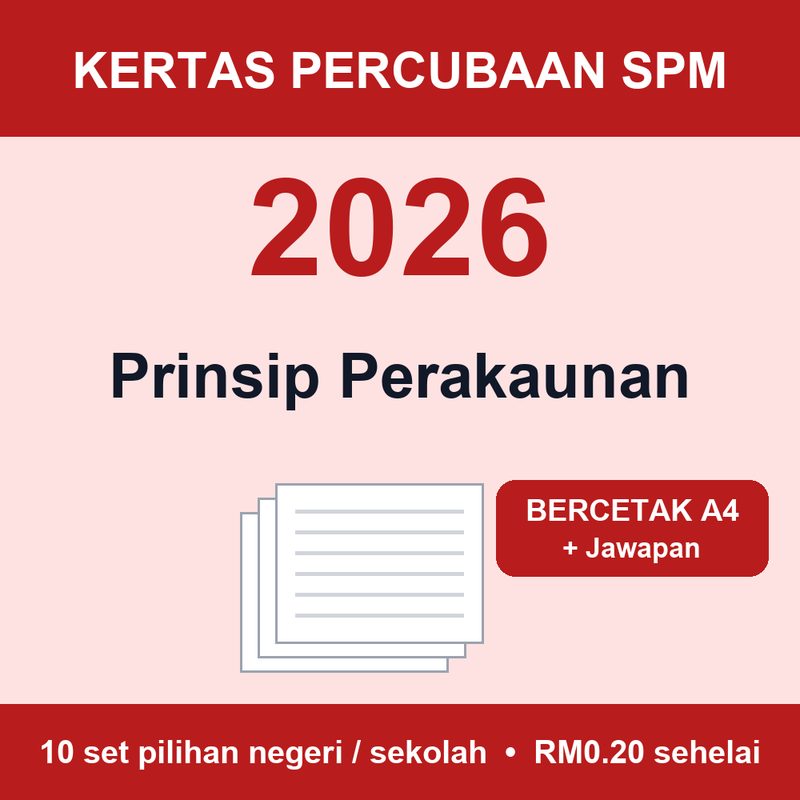 KERTAS PERCUBAAN SPM
2026
Prinsip Perakaunan
BERCETAK A4
+ Jawapan
10 set pilihan negeri / sekolah • RM0.20 sehelai